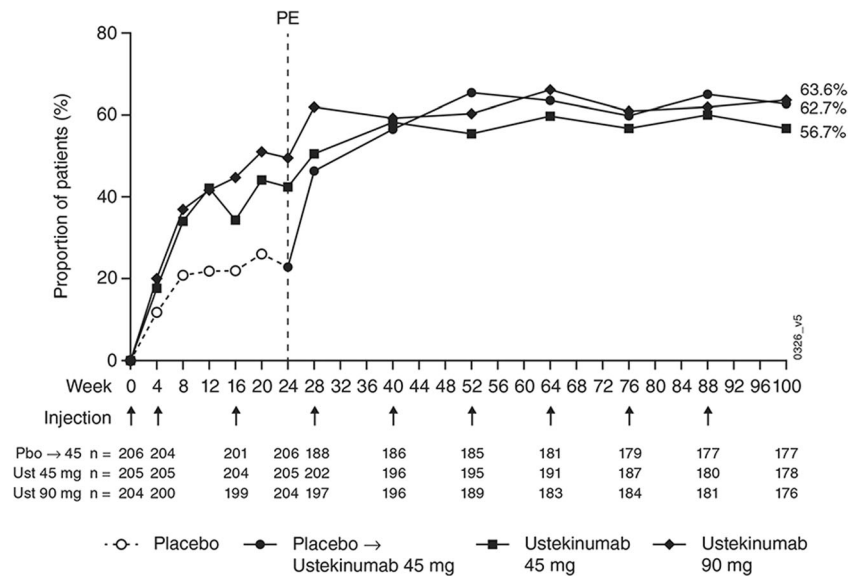 PE
80
60
40
20
0
Proportion of patients (%)
63.6%
62.7%
56.7%
0326_v5
Week 0 4 8 12 16 20 24 28 32 36 40 44 48 52 56 60 64 68 72 76 80 84 88 92 96 100
Injection
Pbo → 45 n = 206 204 201 206 188 186 185 181 179 177 177
Ust 45 mg n = 205 205 204 205 202 196 195 191 187 180 178
Ust 90 mg n = 204 200 199 204 197 196 189 183 184 181 176
Placebo
Placebo →
Ustekinumab 45 mg
Ustekinumab
45 mg
Ustekinumab
90 mg